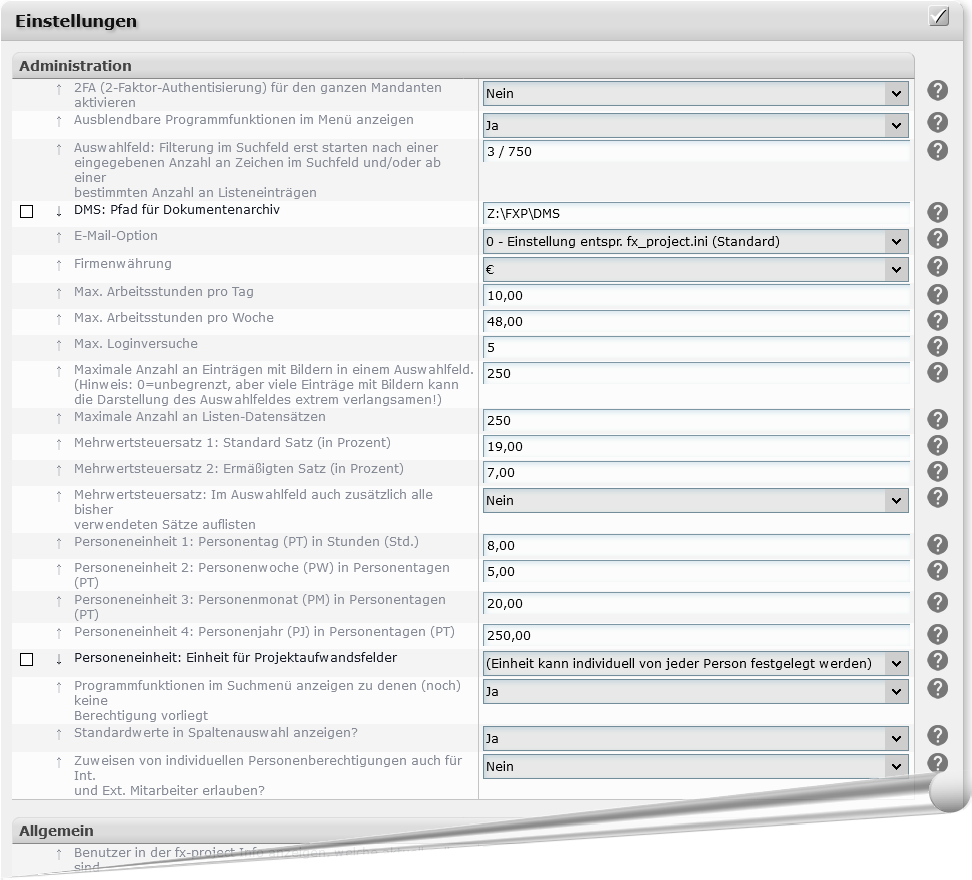 Einstellungen
Administration
↑ 2FA (2-Faktor-Authentisierung) für den ganzen Mandanten
aktivieren
Nein
↑ Ausblendbare Programmfunktionen im Menü anzeigen
Ja
↑ Auswahlfeld: Filterung im Suchfeld erst starten nach einer
eingegebenen Anzahl an Zeichen im Suchfeld und/oder ab
einer
bestimmten Anzahl an Listeneinträgen
3 / 750
↓ DMS: Pfad für Dokumentenarchiv
Z:\FXP\DMS
↑ E-Mail-Option
0 - Einstellung entspr. fx_project.ini (Standard)
↑ Firmenwährung
€
↑ Max. Arbeitsstunden pro Tag
10,00
↑ Max. Arbeitsstunden pro Woche
48,00
↑ Max. Loginversuche
5
↑ Maximale Anzahl an Einträgen mit Bildern in einem Auswahlfeld.
(Hinweis: 0=unbegrenzt, aber viele Einträge mit Bildern kann
die Darstellung des Auswahlfeldes extrem verlangsamen!)
250
↑ Maximale Anzahl an Listen-Datensätzen
250
↑ Mehrwertsteuersatz 1: Standard Satz (in Prozent)
19,00
↑ Mehrwertsteuersatz 2: Ermäßigten Satz (in Prozent)
7,00
↑ Mehrwertsteuersatz: Im Auswahlfeld auch zusätzlich alle
bisher
verwendeten Sätze auflisten
Nein
↑ Personeneinheit 1: Personentag (PT) in Stunden (Std.)
8,00
↑ Personeneinheit 2: Personenwoche (PW) in Personentagen
(PT)
5,00
↑ Personeneinheit 3: Personenmonat (PM) in Personentagen
(PT)
20,00
↑ Personeneinheit 4: Personenjahr (PJ) in Personentagen (PT)
250,00
↓ Personeneinheit: Einheit für Projektaufwandsfelder
(Einheit kann individuell von jeder Person festgelegt werden)
↑ Programmfunktionen im Suchmenü anzeigen zu denen (noch)
keine
Berechtigung vorliegt
Ja
↑ Standardwerte in Spaltenauswahl anzeigen?
Ja
↑ Zuweisen von individuellen Personenberechtigungen auch für
Int.
und Ext. Mitarbeiter erlauben?
Nein
Allgemein
↑ Benutzer in der fx-project Info
sind